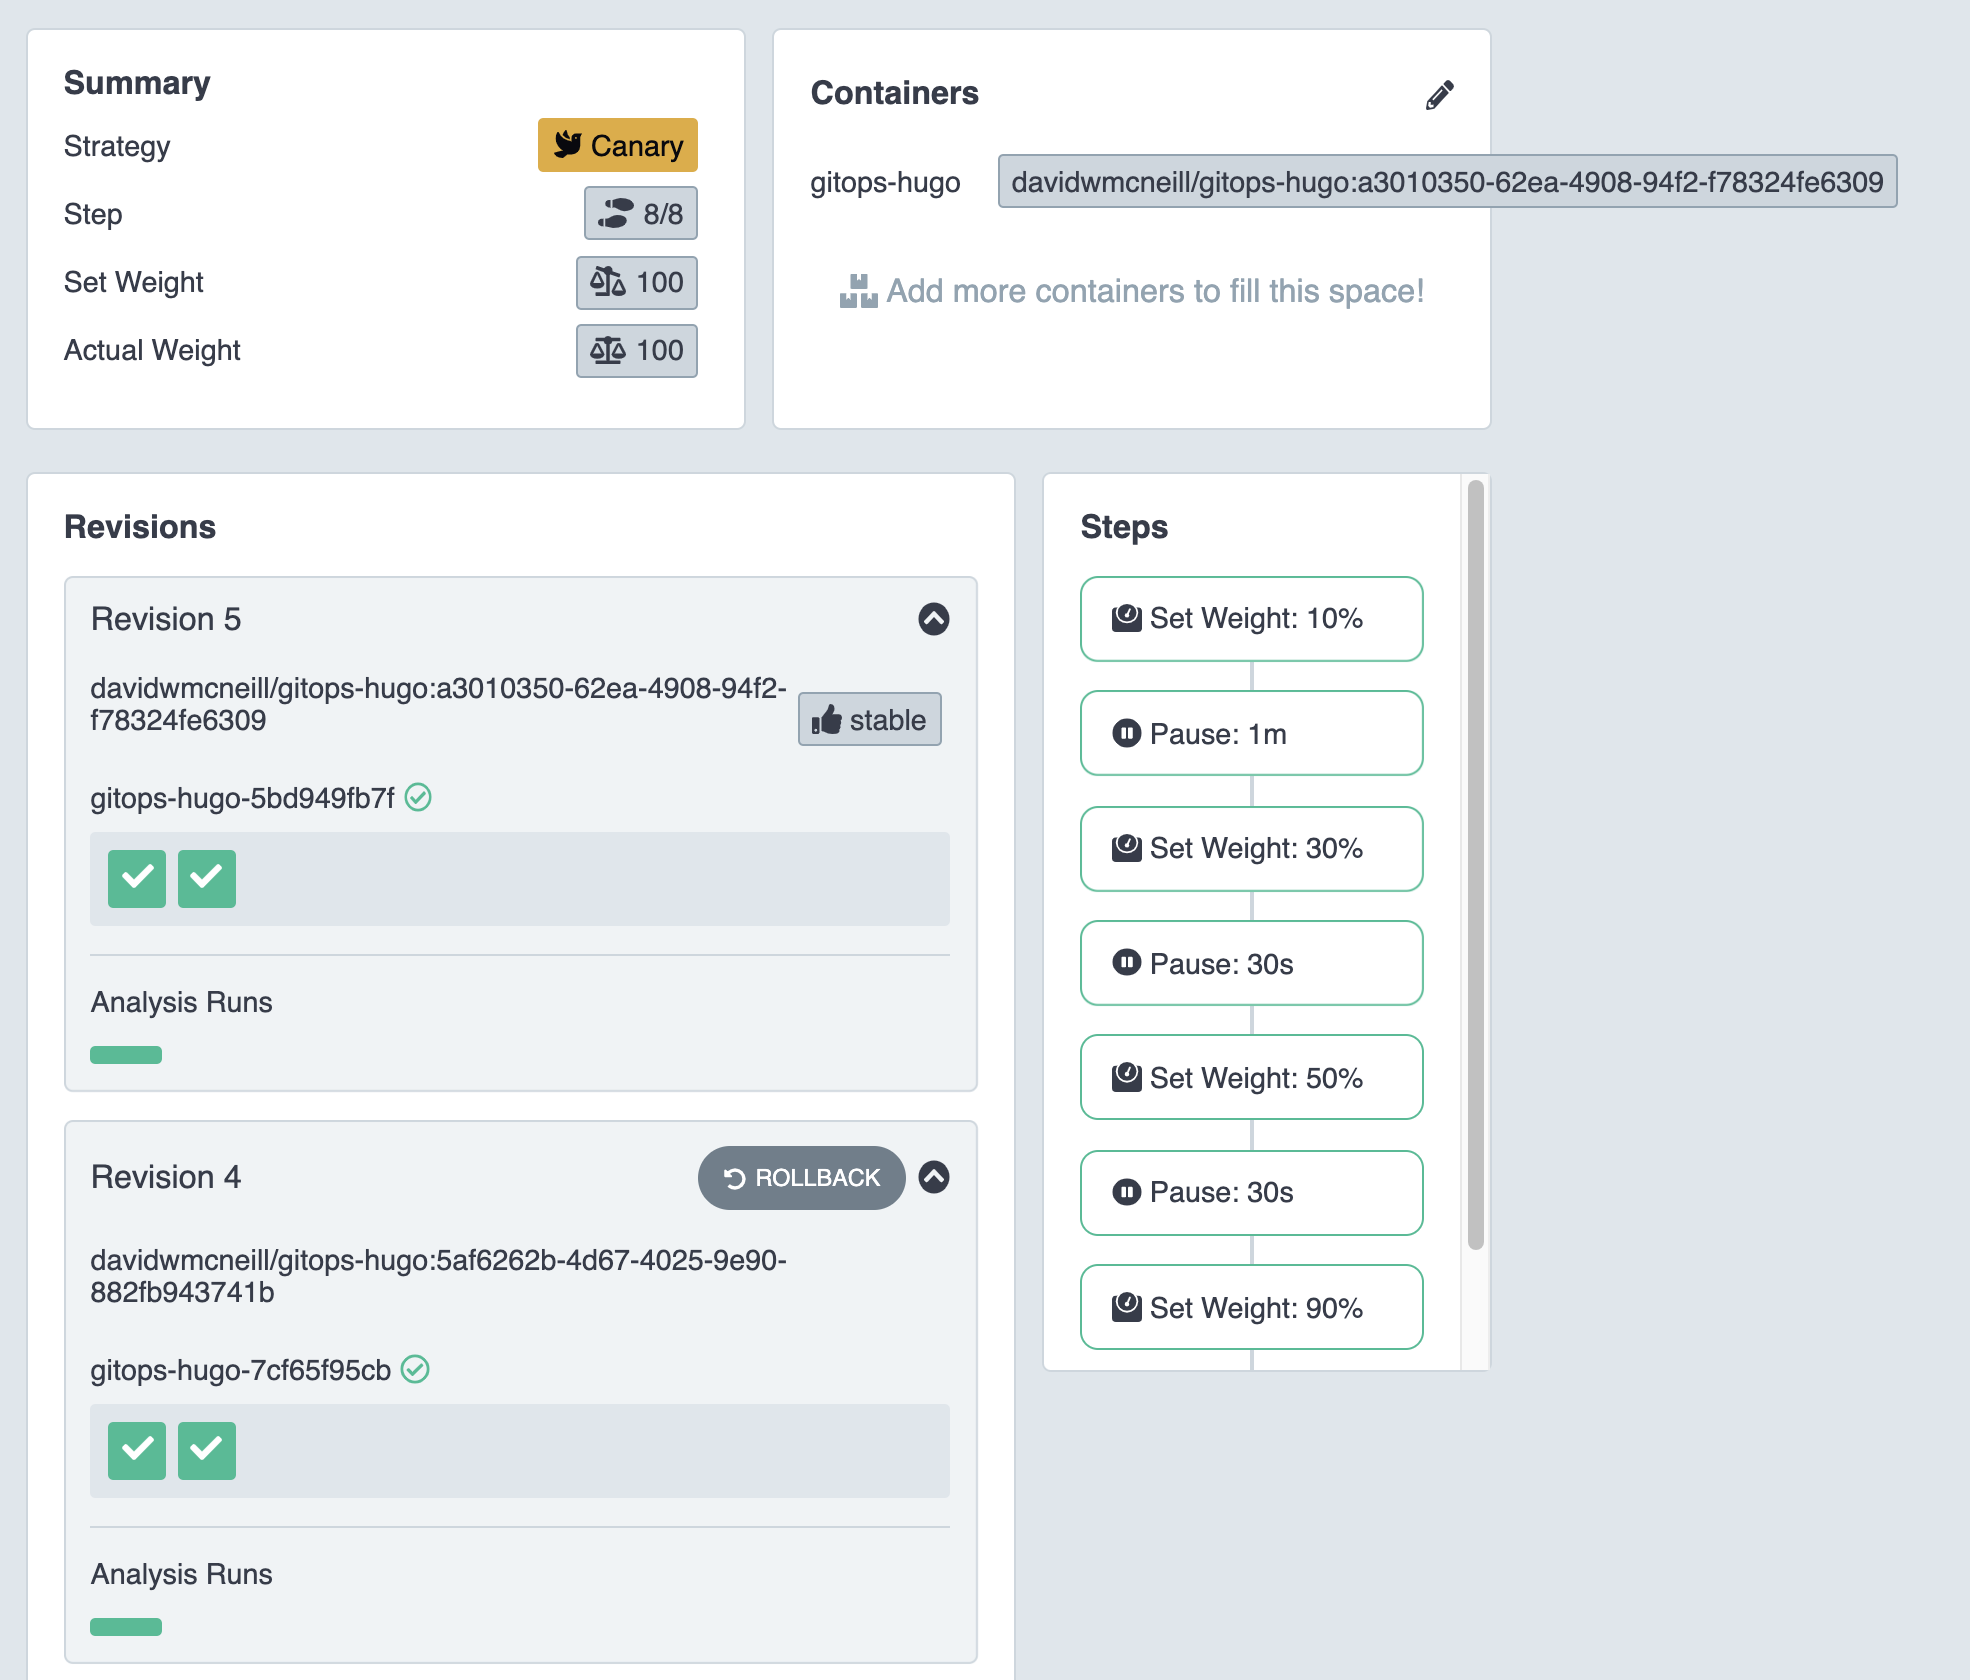 Summary
Strategy
Canary
Step
8/8
Set Weight
100
Actual Weight
100
Containers
gitops-hugo
davidwmcneill/gitops-hugo:a3010350-62ea-4908-94f2-f78324fe6309
Add more containers to fill this space!
Revisions
Revision 5
davidwmcneill/gitops-hugo:a3010350-62ea-4908-94f2-
f78324fe6309
stable
gitops-hugo-5bd949fb7f
Analysis Runs
Revision 4
ROLLBACK
davidwmcneill/gitops-hugo:5af6262b-4d67-4025-9e90-
882fb943741b
gitops-hugo-7cf65f95cb
Analysis Runs
Steps
Set Weight: 10%
Pause: 1m
Set Weight: 30%
Pause: 30s
Set Weight: 50%
Pause: 30s
Set Weight: 90%